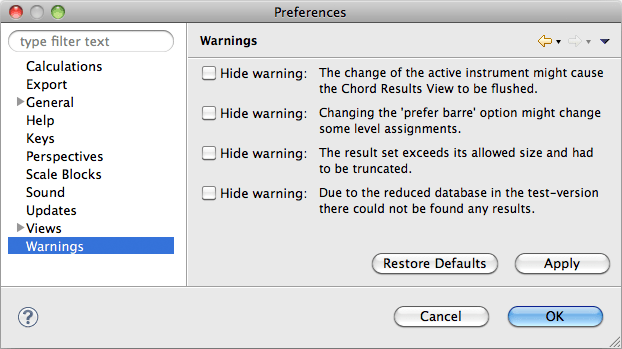 Preferences
type filter text
Calculations
Export
General
Help
Keys
Perspectives
Scale Blocks
Sound
Updates
Views
Warnings
Warnings
Hide warning: The change of the active instrument might cause
the Chord Results View to be flushed.
Hide warning: Changing the 'prefer barre' option might change
some level assignments.
Hide warning: The result set exceeds its allowed size and had
to be truncated.
Hide warning: Due to the reduced database in the test-version
there could not be found any results.
Restore Defaults Apply
? Cancel OK